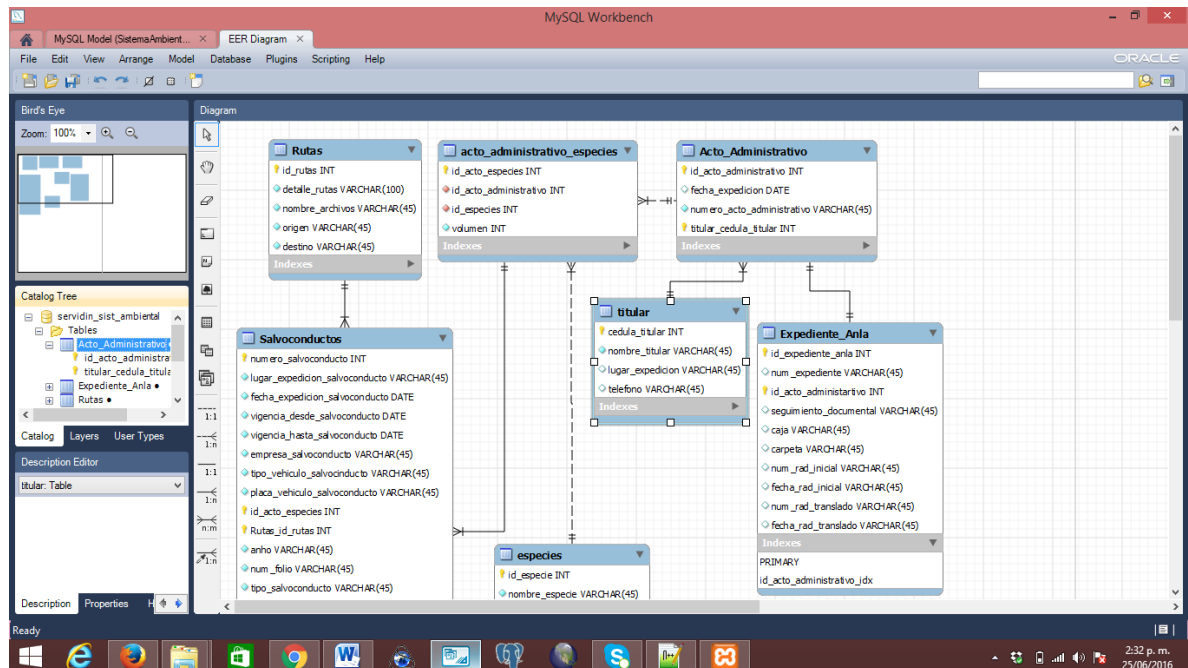 MySQL Workbench
MySQL Model (SistemaAmbient... ×
EER Diagram ×
File Edit View Arrange Model Database Plugins Scripting Help
ORACLE
Bird's Eye
Zoom: 100%
Diagram
Catalog Tree
servidin_sist_ambiental
Tables
Acto_Administrativo
id_acto_administra
titular_cedula_titula
Expediente_Anla
Rutas
Catalog Layers User Types
Description Editor
titular: Table
Description Properties H
1:1
1:n
1:1
1:n
n:m
1:n
Rutas
id_rutas INT
detalle_rutas VARCHAR(100)
nombre_archivos VARCHAR(45)
origen VARCHAR(45)
destino VARCHAR(45)
Indexes
acto_administrativo_especies
id_acto_especies INT
id_acto_administrativo INT
id_especies INT
volumen INT
Indexes
Acto_Administrativo
id_acto_administrativo INT
fecha_expedicion DATE
numero_acto_administrativo VARCHAR(45)
titular_cedula_titular INT
Indexes
Salvoconductos
numero_salvoconducto INT
lugar_expedicion_salvoconducto VARCHAR(45)
fecha_expedicion_salvoconducto DATE
vigencia_desde_salvoconducto DATE
vigencia_hasta_salvoconducto DATE
empresa_salvoconducto VARCHAR(45)
tipo_vehiculo_salvocinducto VARCHAR(45)
placa_vehiculo_salvoconducto VARCHAR(45)
id_acto_especies INT
Rutas_id_rutas INT
anho VARCHAR(45)
num_folio VARCHAR(45)
tipo_salvoconducto VARCHAR(45)
titular
cedula_titular INT
nombre_titular VARCHAR(45)
lugar_expedicion VARCHAR(45)
telefono VARCHAR(45)
Indexes
Expediente_Anla
id_expediente_anla INT
num_expediente VARCHAR(45)
id_acto_administartivo INT
seguimiento_documental VARCHAR(45)
caja VARCHAR(45)
carpeta VARCHAR(45)
num_rad_inicial VARCHAR(45)
fecha_rad_inicial VARCHAR(45)
num_rad_translado VARCHAR(45)
fecha_rad_translado VARCHAR(45)
Indexes
PRIMARY
id_acto_administrativo_idx
especies
id_especie INT
nombre_especie VARCHAR(45)
Ready
2:32 p. m.
25/06/2016